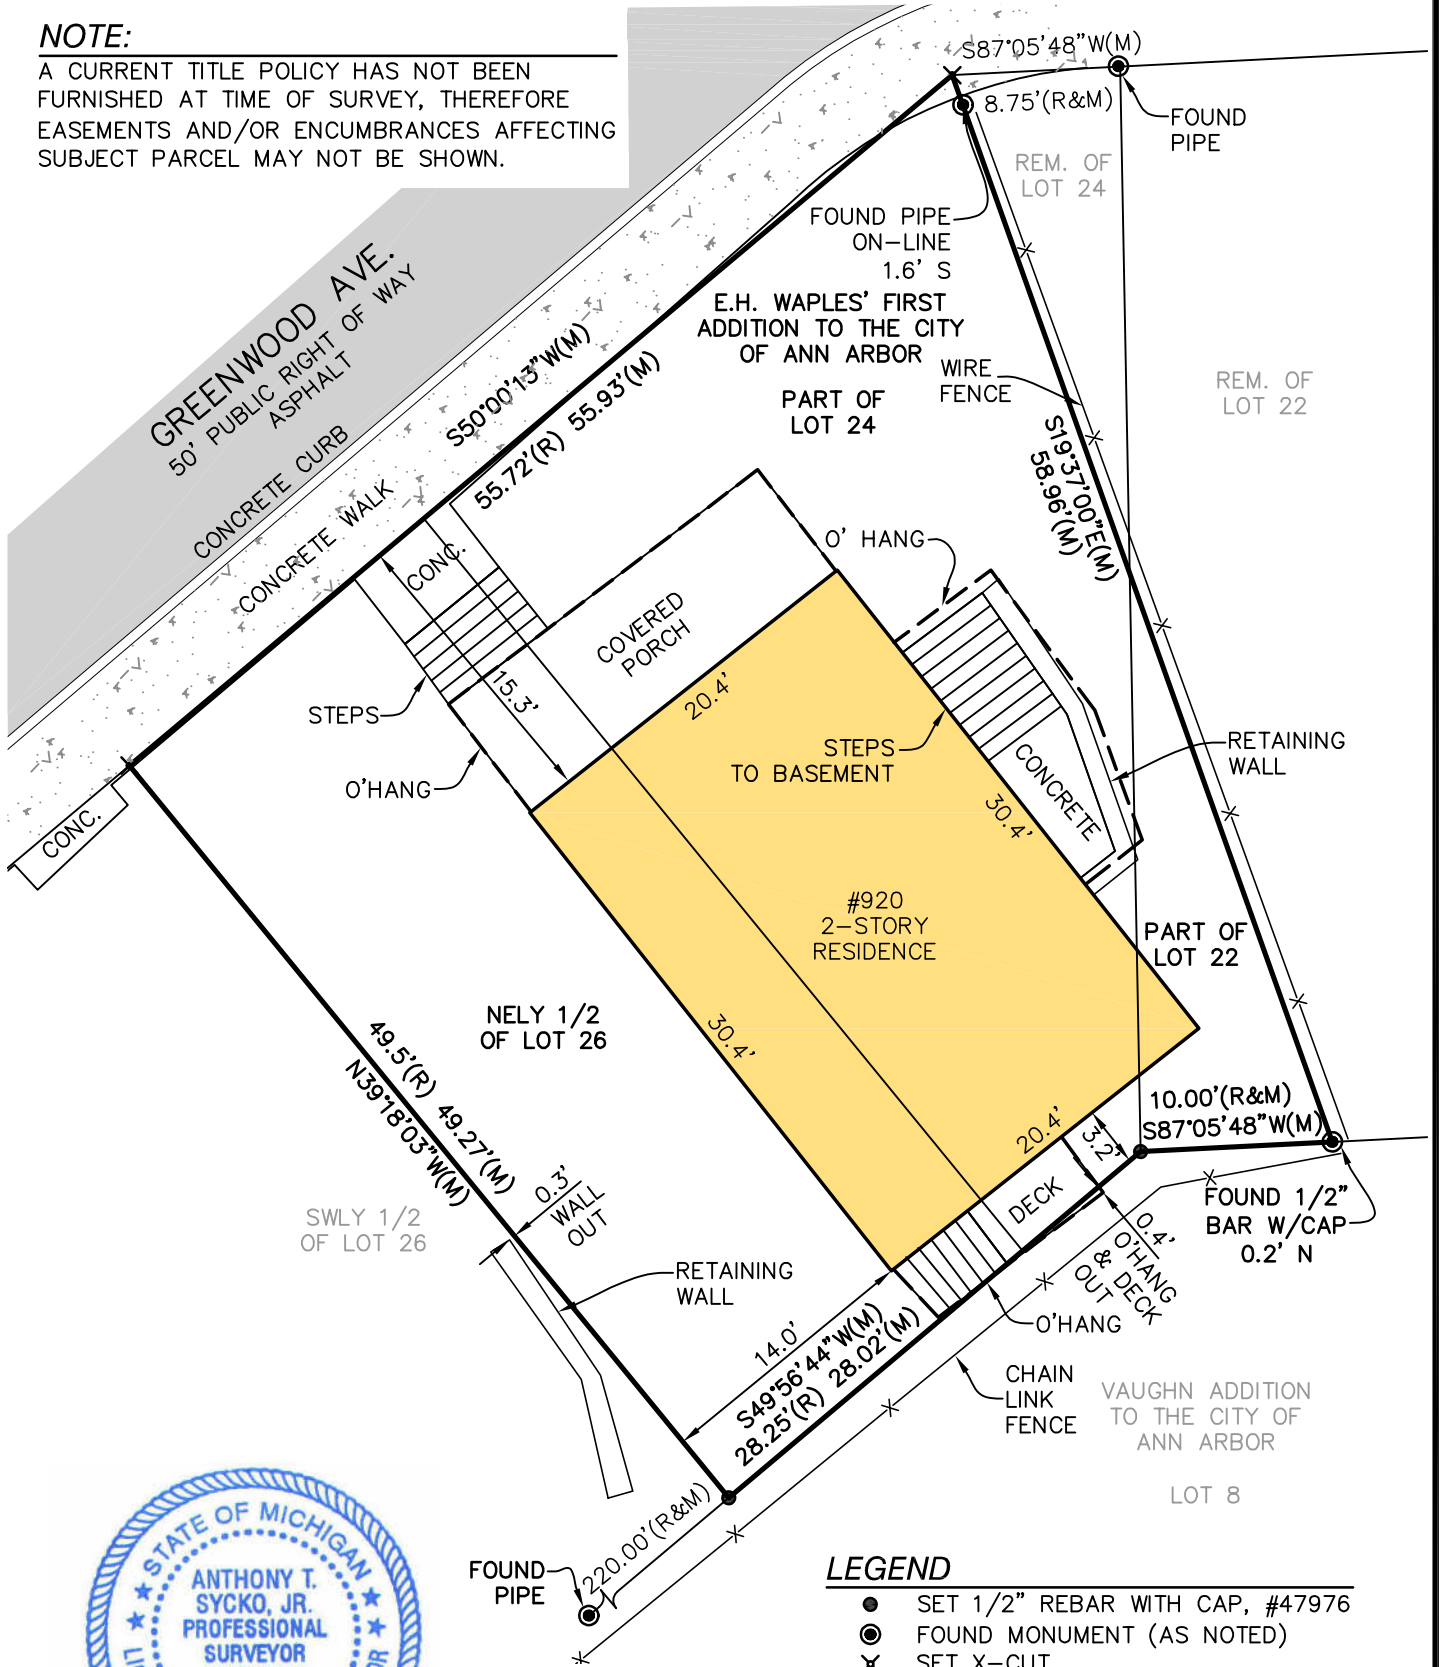 NOTE:
A CURRENT TITLE POLICY HAS NOT BEEN
FURNISHED AT TIME OF SURVEY, THEREFORE
EASEMENTS AND/OR ENCUMBRANCES AFFECTING
SUBJECT PARCEL MAY NOT BE SHOWN.
S87°05'48"W(M)
8.75'(R&M)
FOUND
PIPE
REM. OF
LOT 24
FOUND PIPE
ON-LINE
1.6' S
GREENWOOD AVE.
50' PUBLIC RIGHT OF WAY
ASPHALT
CONCRETE CURB
CONCRETE WALK
S50°00'13"W(M)
55.72'(R) 55.93'(M)
E.H. WAPLES' FIRST
ADDITION TO THE CITY
OF ANN ARBOR
PART OF
LOT 24
WIRE
FENCE
REM. OF
LOT 22
S19°37'00"E(M)
58.96'(M)
O' HANG
CONC.
COVERED
PORCH
STEPS
15.3'
20.4'
O'HANG
STEPS
TO BASEMENT
RETAINING
WALL
CONCRETE
30.4'
CONC.
#920
2-STORY
RESIDENCE
PART OF
LOT 22
NELY 1/2
OF LOT 26
30.4'
49.5'(R) 49.27'(M)
N39°18'03"W(M)
10.00'(R&M)
S87°05'48"W(M)
20.4'
3.2'
DECK
0.3'
WALL
OUT
SWLY 1/2
OF LOT 26
FOUND 1/2"
BAR W/CAP
0.2' N
0.4'
O'HANG
& DECK
OUT
RETAINING
WALL
O'HANG
14.0'
S49°56'44"W(M)
28.25'(R) 28.02'(M)
CHAIN
LINK
FENCE
VAUGHN ADDITION
TO THE CITY OF
ANN ARBOR
LOT 8
220.00'(R&M)
FOUND
PIPE
STATE OF MICHIGAN
ANTHONY T.
SYCKO, JR.
PROFESSIONAL
SURVEYOR
LEGEND
SET 1/2" REBAR WITH CAP, #47976
FOUND MONUMENT (AS NOTED)
SET X-CUT